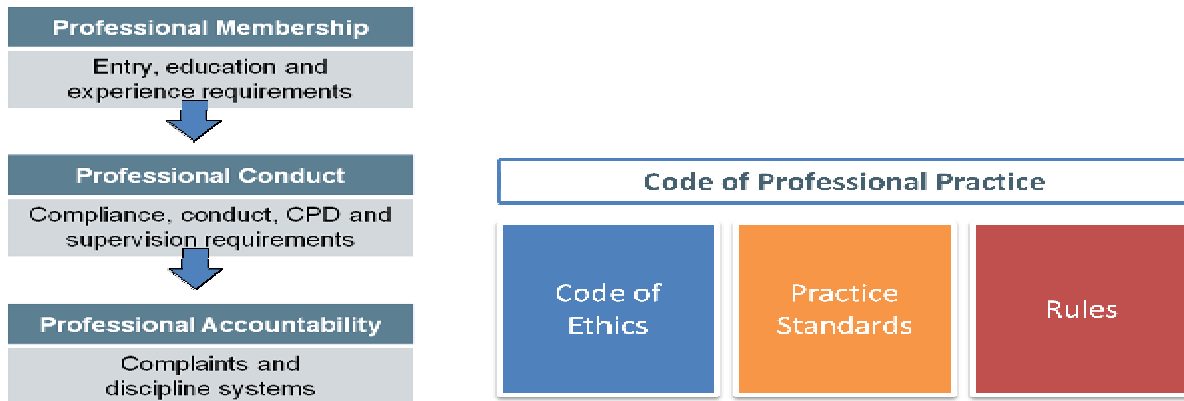 Professional Membership
Entry, education and
experience requirements
Professional Conduct
Compliance, conduct, CPD and
supervision requirements
Professional Accountability
Complaints and
discipline systems
Code of Professional Practice
Code of
Ethics
Practice
Standards
Rules